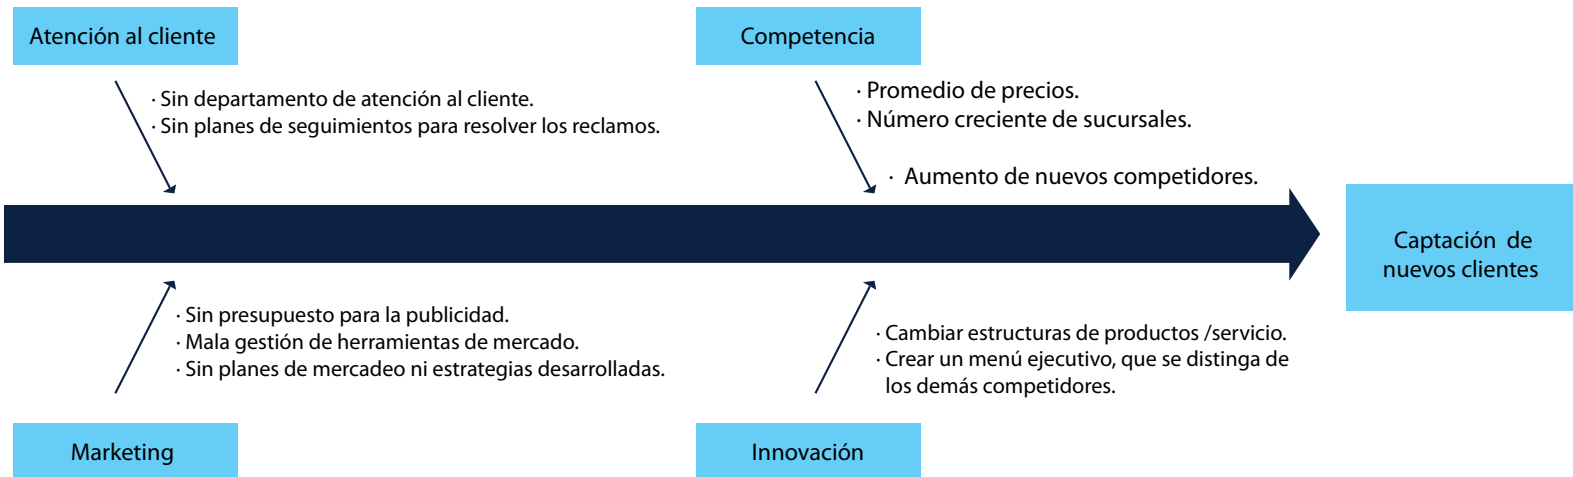 Atención al cliente
· Sin departamento de atención al cliente.
· Sin planes de seguimientos para resolver los reclamos.
Competencia
· Promedio de precios.
· Número creciente de sucursales.
· Aumento de nuevos competidores.
Captación de
nuevos clientes
· Sin presupuesto para la publicidad.
· Mala gestión de herramientas de mercado.
· Sin planes de mercadeo ni estrategias desarrolladas.
Marketing
· Cambiar estructuras de productos /servicio.
· Crear un menú ejecutivo, que se distinga de
los demás competidores.
Innovación